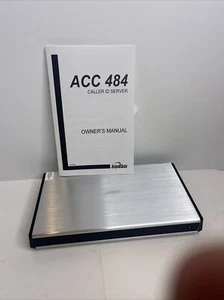 ACC 484
CALLER ID SERVER
OWNER'S MANUAL